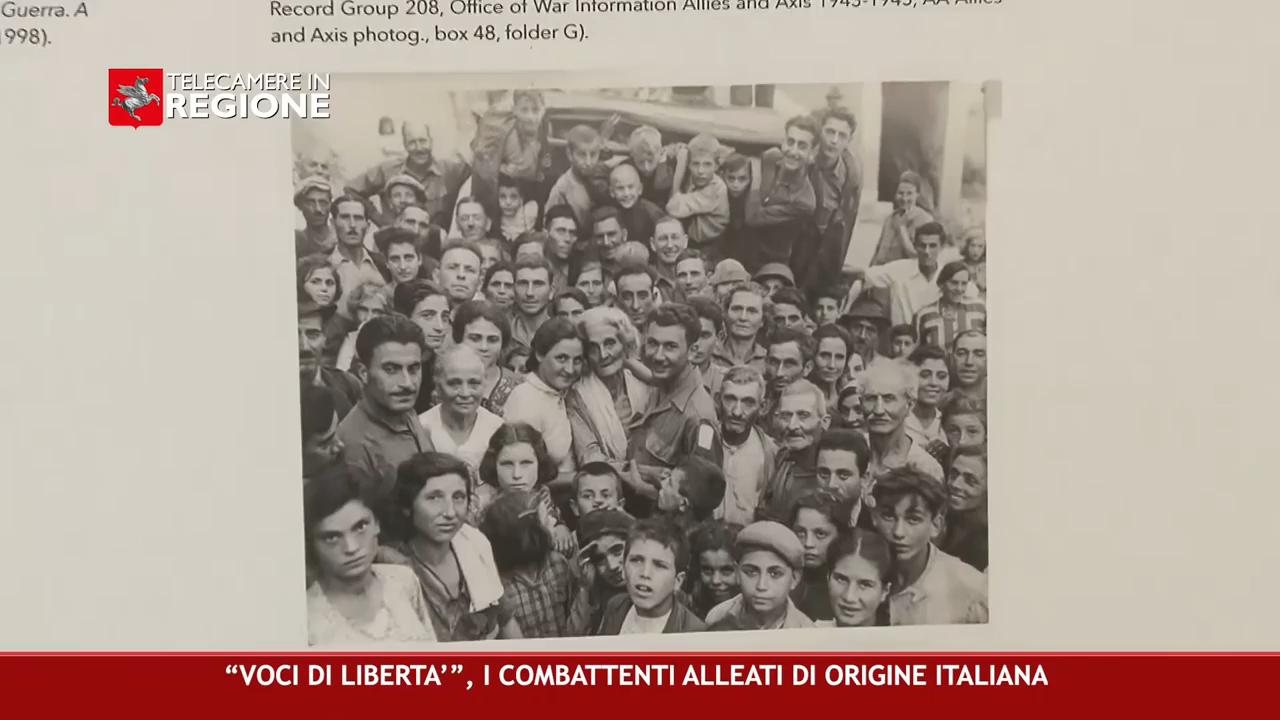 Guerra. A
1998).
Record Group 208, Office of War Information Allies and Axis 1943-1945, AA Allies
and Axis photog., box 48, folder G).
TELECAMERE IN
REGIONE
“VOCI DI LIBERTA’”, I COMBATTENTI ALLEATI DI ORIGINE ITALIANA